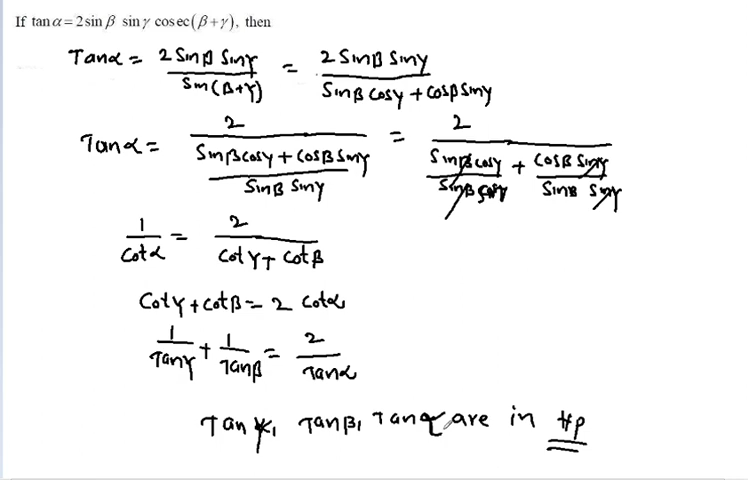 If tan α = 2 sin β sin γ cosec(β+γ), then
Tanα = 2 Sinβ Sinγ / Sin(β+γ) = 2 Sinβ Sinγ / Sinβ Cosγ + Cosβ Sinγ
Tanα = 2 / (Sinβ Cosγ + Cosβ Sinγ / Sinβ Sinγ) = 2 / (Sinβ Cosγ / Sinβ Sinγ + Cosβ Sinγ / Sinβ Sinγ)
1 / Cotα = 2 / Cotγ + Cotβ
Cotγ + Cotβ = 2 Cotα
1 / Tanγ + 1 / Tanβ = 2 / Tanα
Tan , Tanβ, Tan are in HP